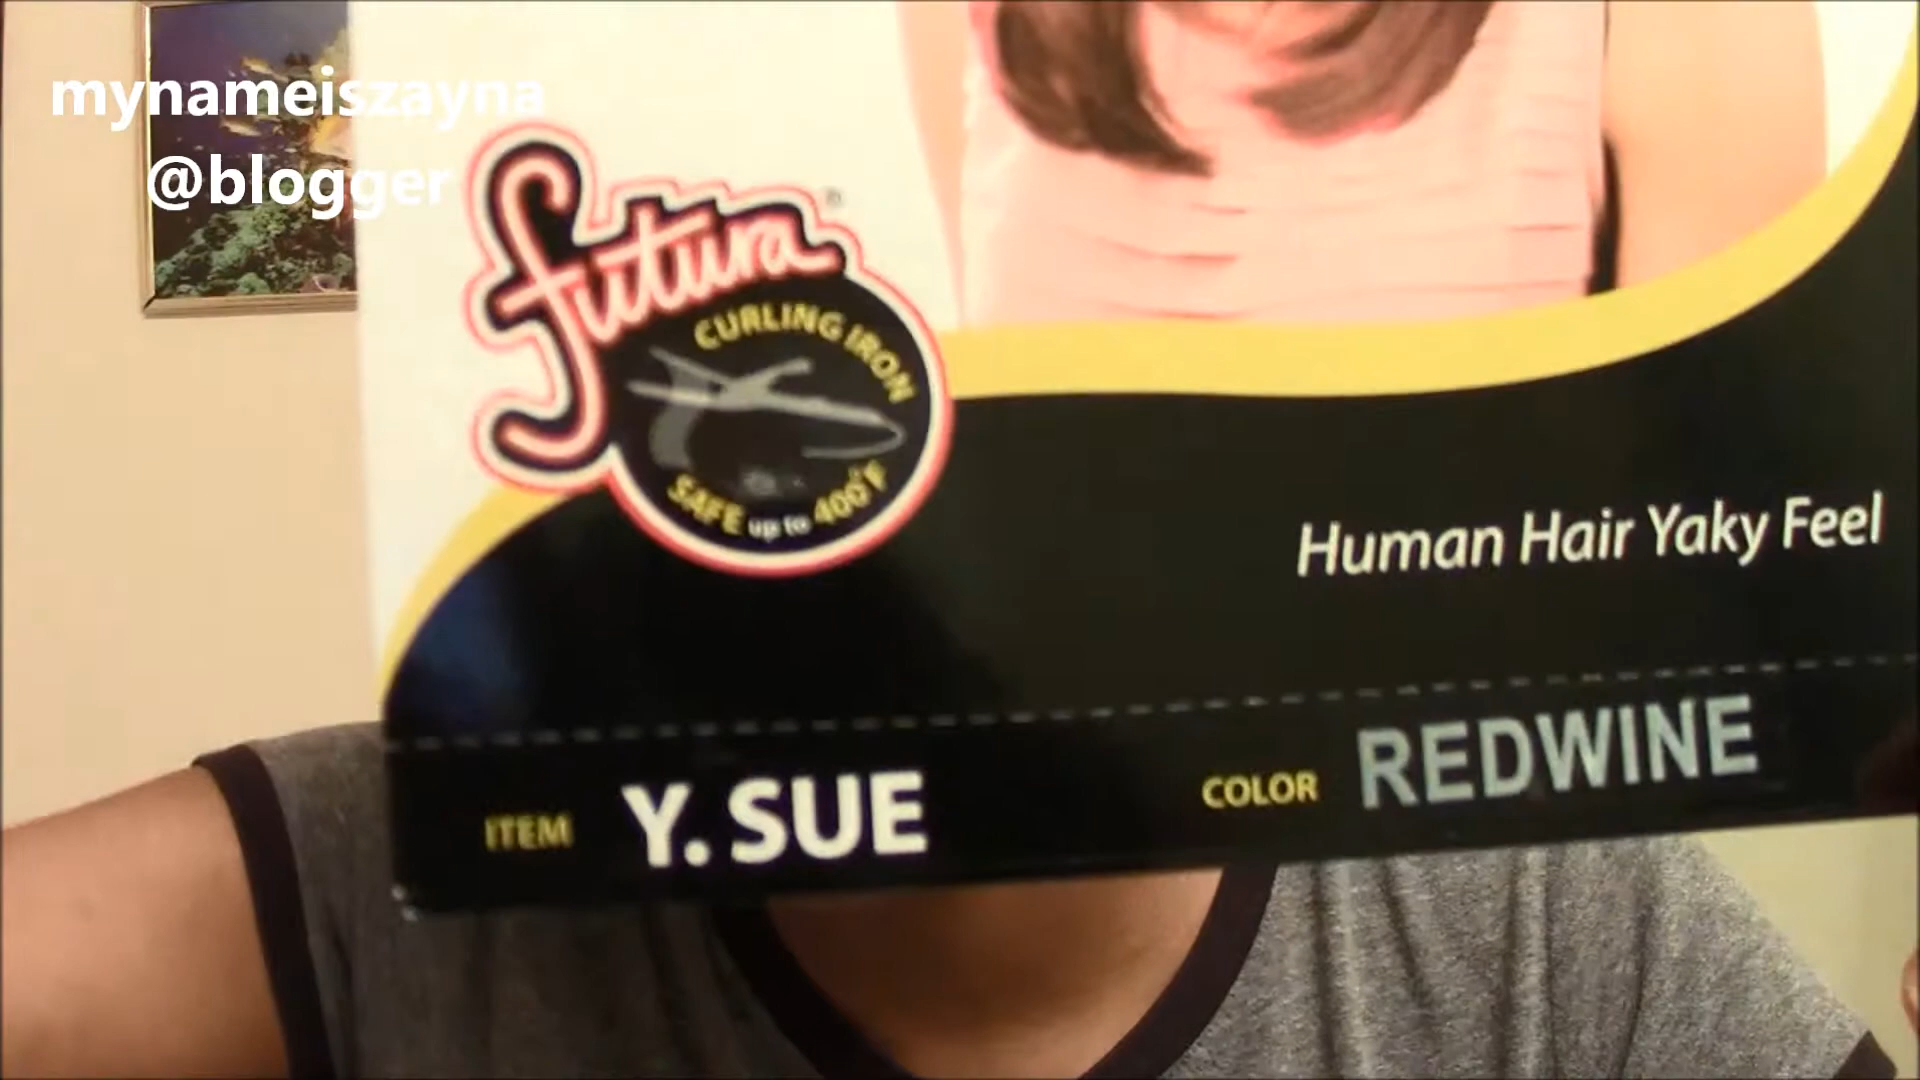 mynameiszayna
@blogger
futura®
CURLING IRON
SAFE up to 400°F
Human Hair Yaky Feel
ITEM Y. SUE COLOR REDWINE